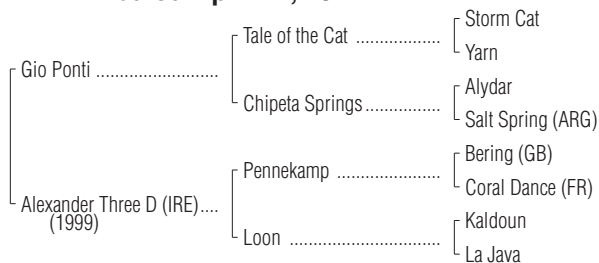 Storm Cat
Tale of the Cat ..................
Yarn
Gio Ponti ..........................
Alydar
Chipeta Springs ................
Salt Spring (ARG)
Bering (GB)
Pennekamp ......................
Coral Dance (FR)
Alexander Three D (IRE)....
(1999)
Kaldoun
Loon ................................
La Java